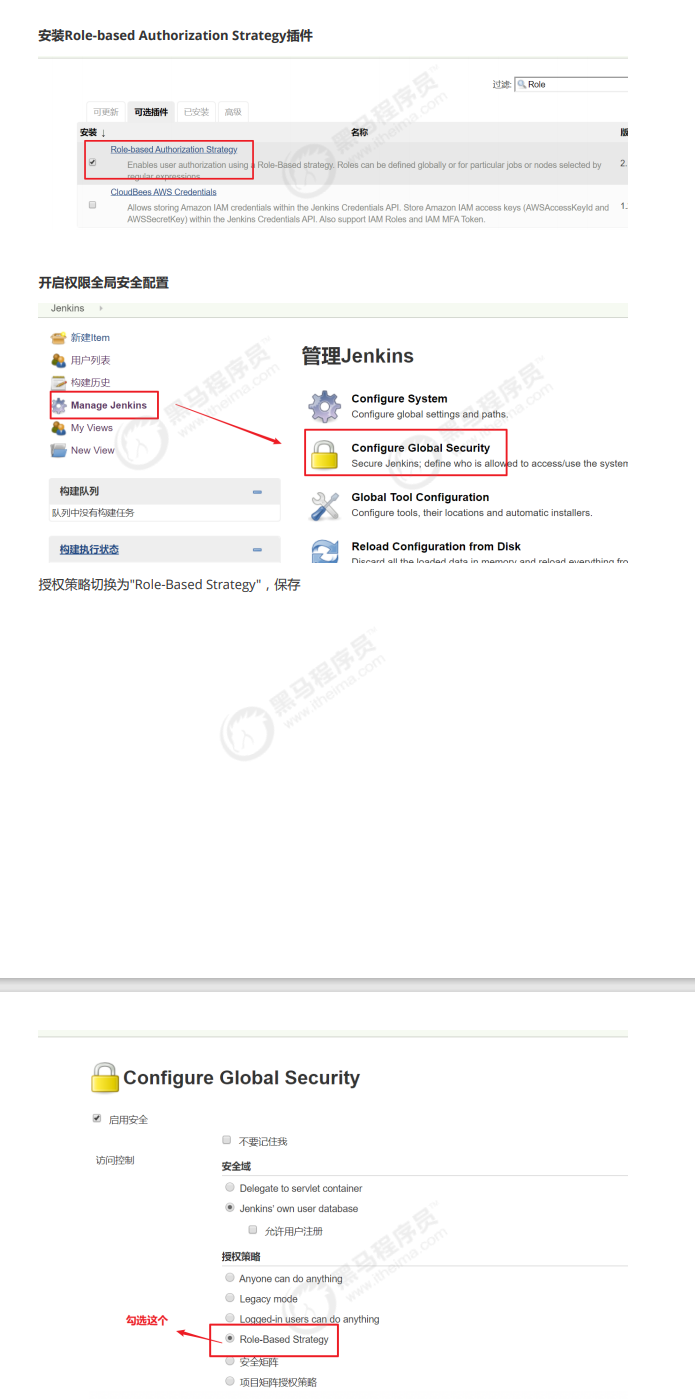 安装Role-based Authorization Strategy插件
过滤: Role
可更新 可选插件 已安装 高级
安装 ↓ 名称
Role-based Authorization Strategy
Enables user authorization using a Role-Based strategy. Roles can be defined globally or for particular jobs or nodes selected by 2.
regular expressions.
CloudBees AWS Credentials
Allows storing Amazon IAM credentials within the Jenkins Credentials API. Store Amazon IAM access keys (AWSAccessKeyId and 1.
AWSSecretKey) within the Jenkins Credentials API. Also support IAM Roles and IAM MFA Token.
开启权限全局安全配置
Jenkins
新建Item
用户列表
构建历史
Manage Jenkins
My Views
New View
构建队列
队列中没有构建任务
构建执行状态
管理Jenkins
Configure System
Configure global settings and paths.
Configure Global Security
Secure Jenkins; define who is allowed to access/use the system
Global Tool Configuration
Configure tools, their locations and automatic installers.
Reload Configuration from Disk
Discard all the loaded data in memory and reload everything fro
授权策略切换为"Role-Based Strategy"，保存
黑马程序员
www.itheima.com
Configure Global Security
启用安全
不要记住我
访问控制
安全域
Delegate to servlet container
Jenkins' own user database
允许用户注册
授权策略
Anyone can do anything
Legacy mode
Logged-in users can do anything
勾选这个
Role-Based Strategy
安全矩阵
项目矩阵授权策略